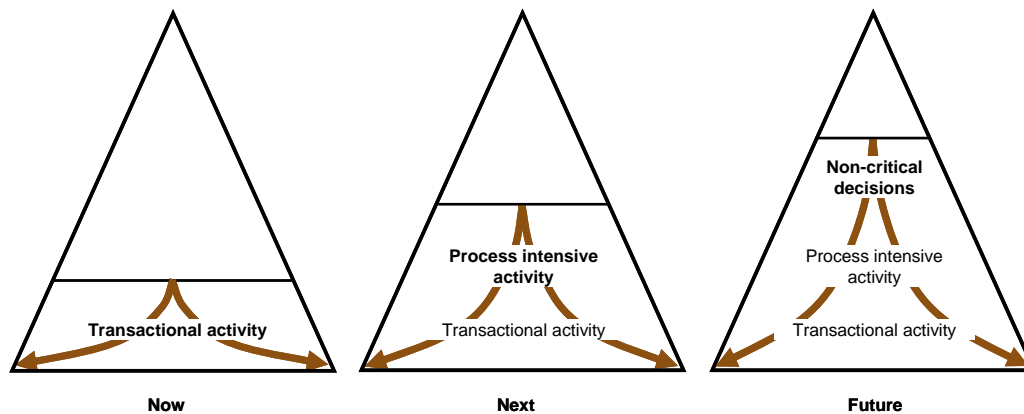 Transactional activity
Now
Process intensive
activity
Transactional activity
Next
Non-critical
decisions
Process intensive
activity
Transactional activity
Future